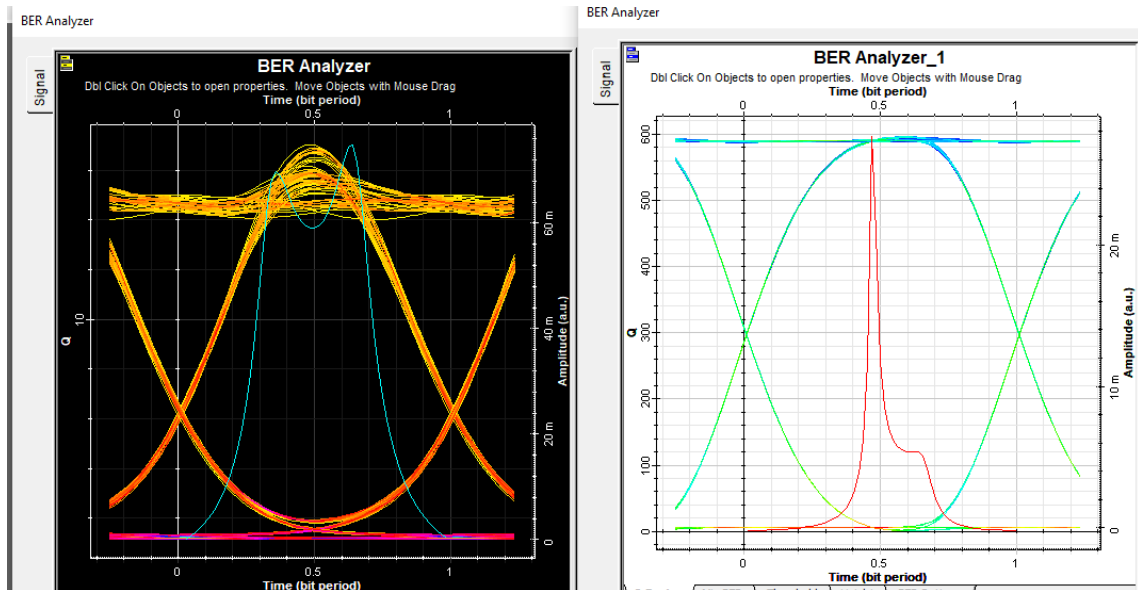 BER Analyzer
Signal
BER Analyzer
Dbl Click On Objects to open properties. Move Objects with Mouse Drag
Time (bit period)
0
0.5
1
Q
10
60 m
40 m
20 m
0
Amplitude (a.u.)
0
0.5
1
Time (bit period)
BER Analyzer
Signal
BER Analyzer_1
Dbl Click On Objects to open properties. Move Objects with Mouse Drag
Time (bit period)
0
0.5
1
Q
600
500
400
300
200
100
0
20 m
10 m
0
Amplitude (a.u.)
0
0.5
1
Time (bit period)